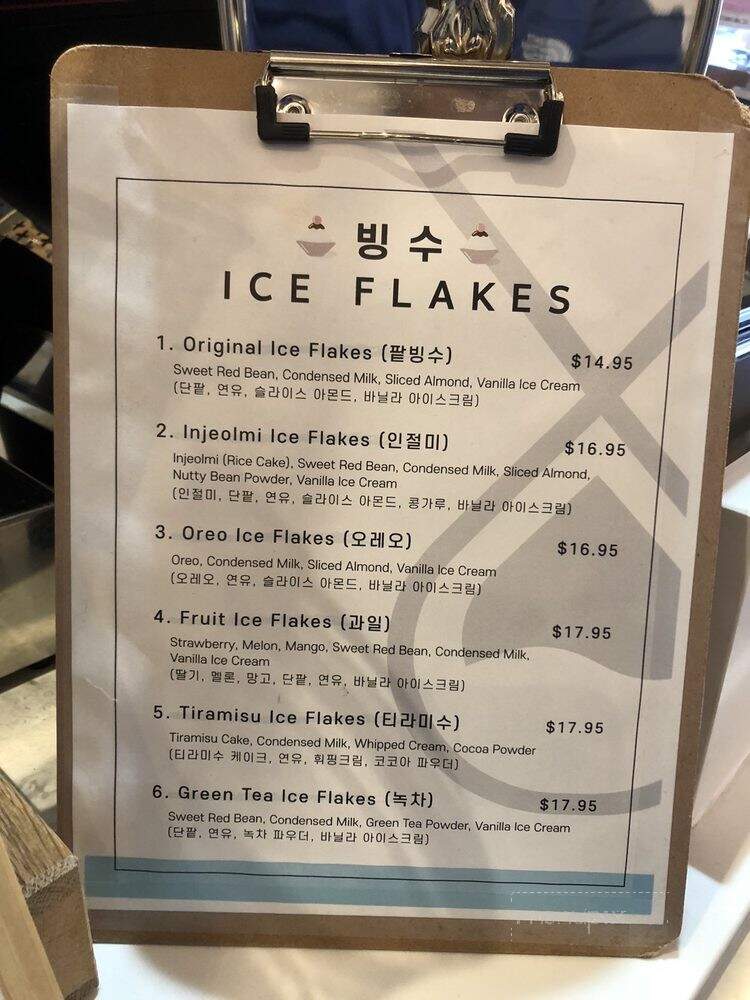 빙수
ICE FLAKES
1. Original Ice Flakes (팥빙수) $14.95
Sweet Red Bean, Condensed Milk, Sliced Almond, Vanilla Ice Cream
(단팥, 연유, 슬라이스 아몬드, 바닐라 아이스크림)
2. Injeolmi Ice Flakes (인절미) $16.95
Injeolmi (Rice Cake), Sweet Red Bean, Condensed Milk, Sliced Almond,
Nutty Bean Powder, Vanilla Ice Cream
(인절미, 단팥, 연유, 슬라이스 아몬드, 콩가루, 바닐라 아이스크림)
3. Oreo Ice Flakes (오레오) $16.95
Oreo, Condensed Milk, Sliced Almond, Vanilla Ice Cream
(오레오, 연유, 슬라이스 아몬드, 바닐라 아이스크림)
4. Fruit Ice Flakes (과일) $17.95
Strawberry, Melon, Mango, Sweet Red Bean, Condensed Milk,
Vanilla Ice Cream
(딸기, 멜론, 망고, 단팥, 연유, 바닐라 아이스크림)
5. Tiramisu Ice Flakes (티라미수) $17.95
Tiramisu Cake, Condensed Milk, Whipped Cream, Cocoa Powder
(티라미수 케이크, 연유, 휘핑크림, 코코아 파우더)
6. Green Tea Ice Flakes (녹차) $17.95
Sweet Red Bean, Condensed Milk, Green Tea Powder, Vanilla Ice Cream
(단팥, 연유, 녹차 파우더, 바닐라 아이스크림)